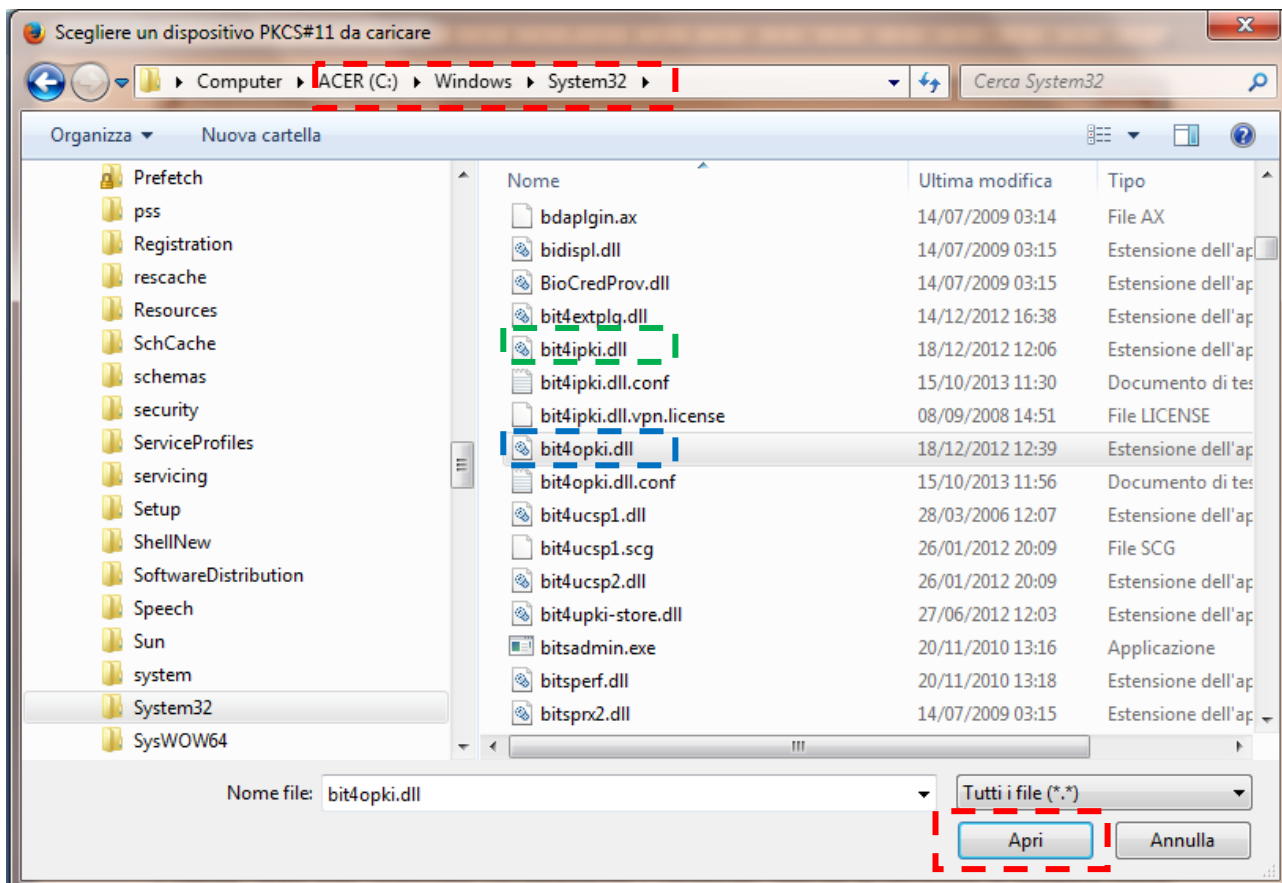 Scegliere un dispositivo PKCS#11 da caricare
Computer ACER (C:) Windows System32 Cerca System32
Organizza Nuova cartella
Prefetch
pss
Registration
rescache
Resources
SchCache
schemas
security
ServiceProfiles
servicing
Setup
ShellNew
SoftwareDistribution
Speech
Sun
system
System32
SysWOW64
Nome Ultima modifica Tipo
bdaplgin.ax 14/07/2009 03:14 File AX
bidispl.dll 14/07/2009 03:15 Estensione dell'ap
BioCredProv.dll 14/07/2009 03:15 Estensione dell'ap
bit4extplg.dll 14/12/2012 16:38 Estensione dell'ap
bit4ipki.dll 18/12/2012 12:06 Estensione dell'ap
bit4ipki.dll.conf 15/10/2013 11:30 Documento di tes
bit4ipki.dll.vpn.license 08/09/2008 14:51 File LICENSE
bit4opki.dll 18/12/2012 12:39 Estensione dell'ap
bit4opki.dll.conf 15/10/2013 11:56 Documento di tes
bit4ucsp1.dll 28/03/2006 12:07 Estensione dell'ap
bit4ucsp1.scg 26/01/2012 20:09 File SCG
bit4ucsp2.dll 26/01/2012 20:09 Estensione dell'ap
bit4upki-store.dll 27/06/2012 12:03 Estensione dell'ap
bitsadmin.exe 20/11/2010 13:16 Applicazione
bitsperf.dll 20/11/2010 13:18 Estensione dell'ap
bitsprx2.dll 14/07/2009 03:15 Estensione dell'ap
Nome file: bit4opki.dll Tutti i file (*.*)
Apri Annulla